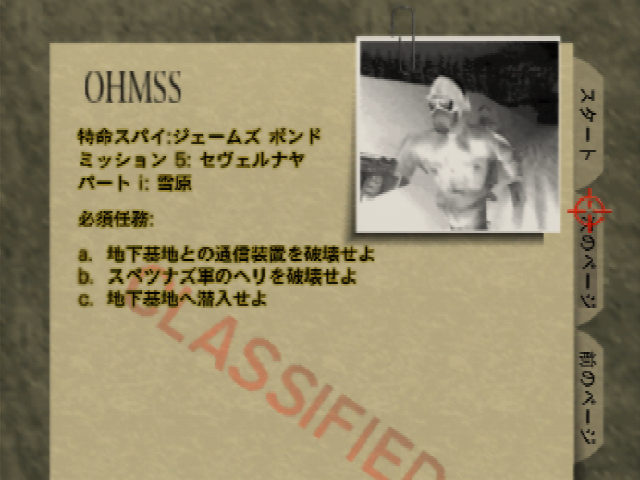 OHMSS
特命スパイ:ジェームズ ボンド
ミッション 5: セヴェルナヤ
パート i: 雪原
必須任務:
a. 地下基地との通信装置を破壊せよ
b. スペツナズ軍のヘリを破壊せよ
c. 地下基地へ潜入せよ
CLASSIFIED
スタート
次のページ
前のページ